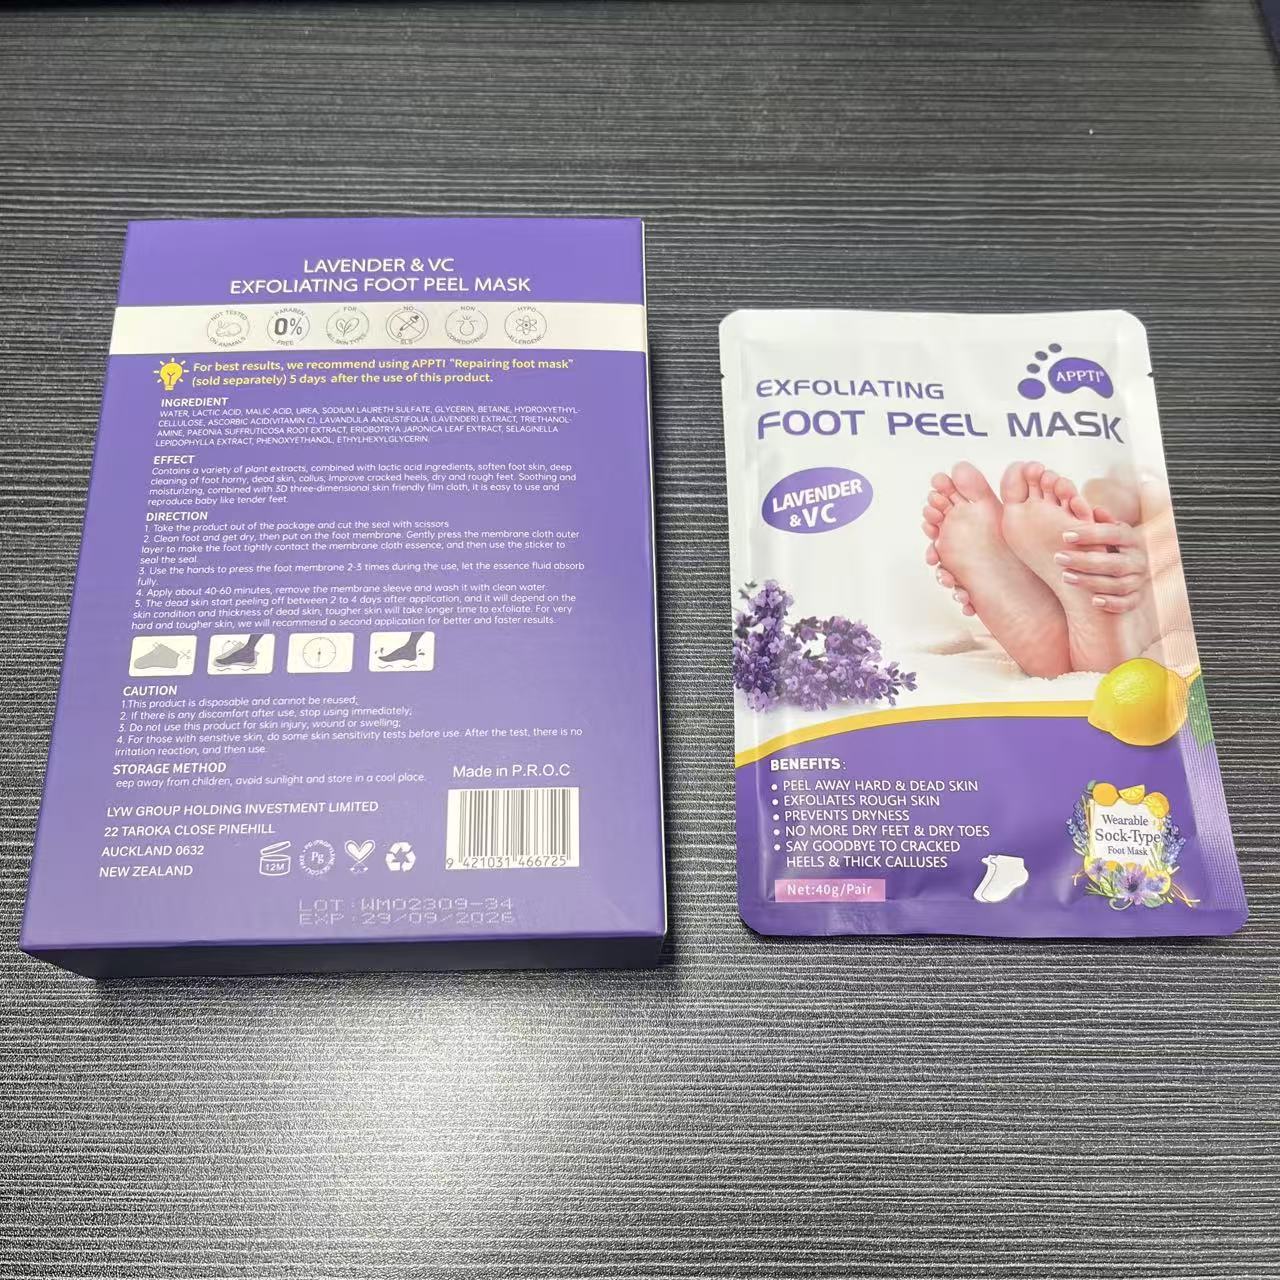 LAVENDER & VC
EXFOLIATING FOOT PEEL MASK
NOT TESTED ON ANIMALS
PARABEN 0% FREE
FOR ALL SKIN TYPES
NO SLS
NON COMEDOGENIC
HYPO ALLERGENIC
For best results, we recommend using APPTI "Repairing foot mask"
(sold separately) 5 days after the use of this product.
INGREDIENT
WATER, LACTIC ACID, MALIC ACID, UREA, SODIUM LAURETH SULFATE, GLYCERIN, BETAINE, HYDROXYETHYL-
CELLULOSE, ASCORBIC ACID(VITAMIN C), LAVANDULA ANGUSTIFOLIA (LAVENDER) EXTRACT, TRIETHANOL-
AMINE, PAEONIA SUFFRUTICOSA ROOT EXTRACT, ERIOBOTRYA JAPONICA LEAF EXTRACT, SELAGINELLA
LEPIDOPHYLLA EXTRACT, PHENOXYETHANOL, ETHYLHEXYLGLYCERIN.
EFFECT
Contains a variety of plant extracts, combined with lactic acid ingredients, soften foot skin, deep
cleaning of foot horny, dead skin, callus; Improve cracked heels, dry and rough feet. Soothing and
moisturizing, combined with 3D three-dimensional skin friendly film cloth, it is easy to use and
reproduce baby like tender feet.
DIRECTION
1. Take the product out of the package and cut the seal with scissors
2. Clean foot and get dry, then put on the foot membrane. Gently press the membrane cloth outer
layer to make the foot tightly contact the membrane cloth essence, and then use the sticker to
seal the seal.
3. Use the hands to press the foot membrane 2-3 times during the use, let the essence fluid absorb
fully.
4. Apply about 40-60 minutes, remove the membrane sleeve and wash it with clean water.
5. The dead skin start peeling off between 2 to 4 days after application, and it will depend on the
skin condition and thickness of dead skin, tougher skin will take longer time to exfoliate. For very
hard and tougher skin, we will recommend a second application for better and faster results.
CAUTION
1.This product is disposable and cannot be reused;
2. If there is any discomfort after use, stop using immediately;
3. Do not use this product for skin injury, wound or swelling;
4. For those with sensitive skin, do some skin sensitivity tests before use. After the test, there is no
irritation reaction, and then use.
STORAGE METHOD
eep away from children, avoid sunlight and store in a cool place.
Made in P.R.O.C
LYW GROUP HOLDING INVESTMENT LIMITED
22 TAROKA CLOSE PINEHILL
AUCKLAND 0632
NEW ZEALAND
12M
Pg
9 421031 466725
LOT:WM02309-34
EXP:29/09/2026
APPTI®
EXFOLIATING
FOOT PEEL MASK
LAVENDER
& VC
BENEFITS:
• PEEL AWAY HARD & DEAD SKIN
• EXFOLIATES ROUGH SKIN
• PREVENTS DRYNESS
• NO MORE DRY FEET & DRY TOES
• SAY GOODBYE TO CRACKED
HEELS & THICK CALLUSES
Net:40g/Pair
Wearable
Sock-Type
Foot Mask